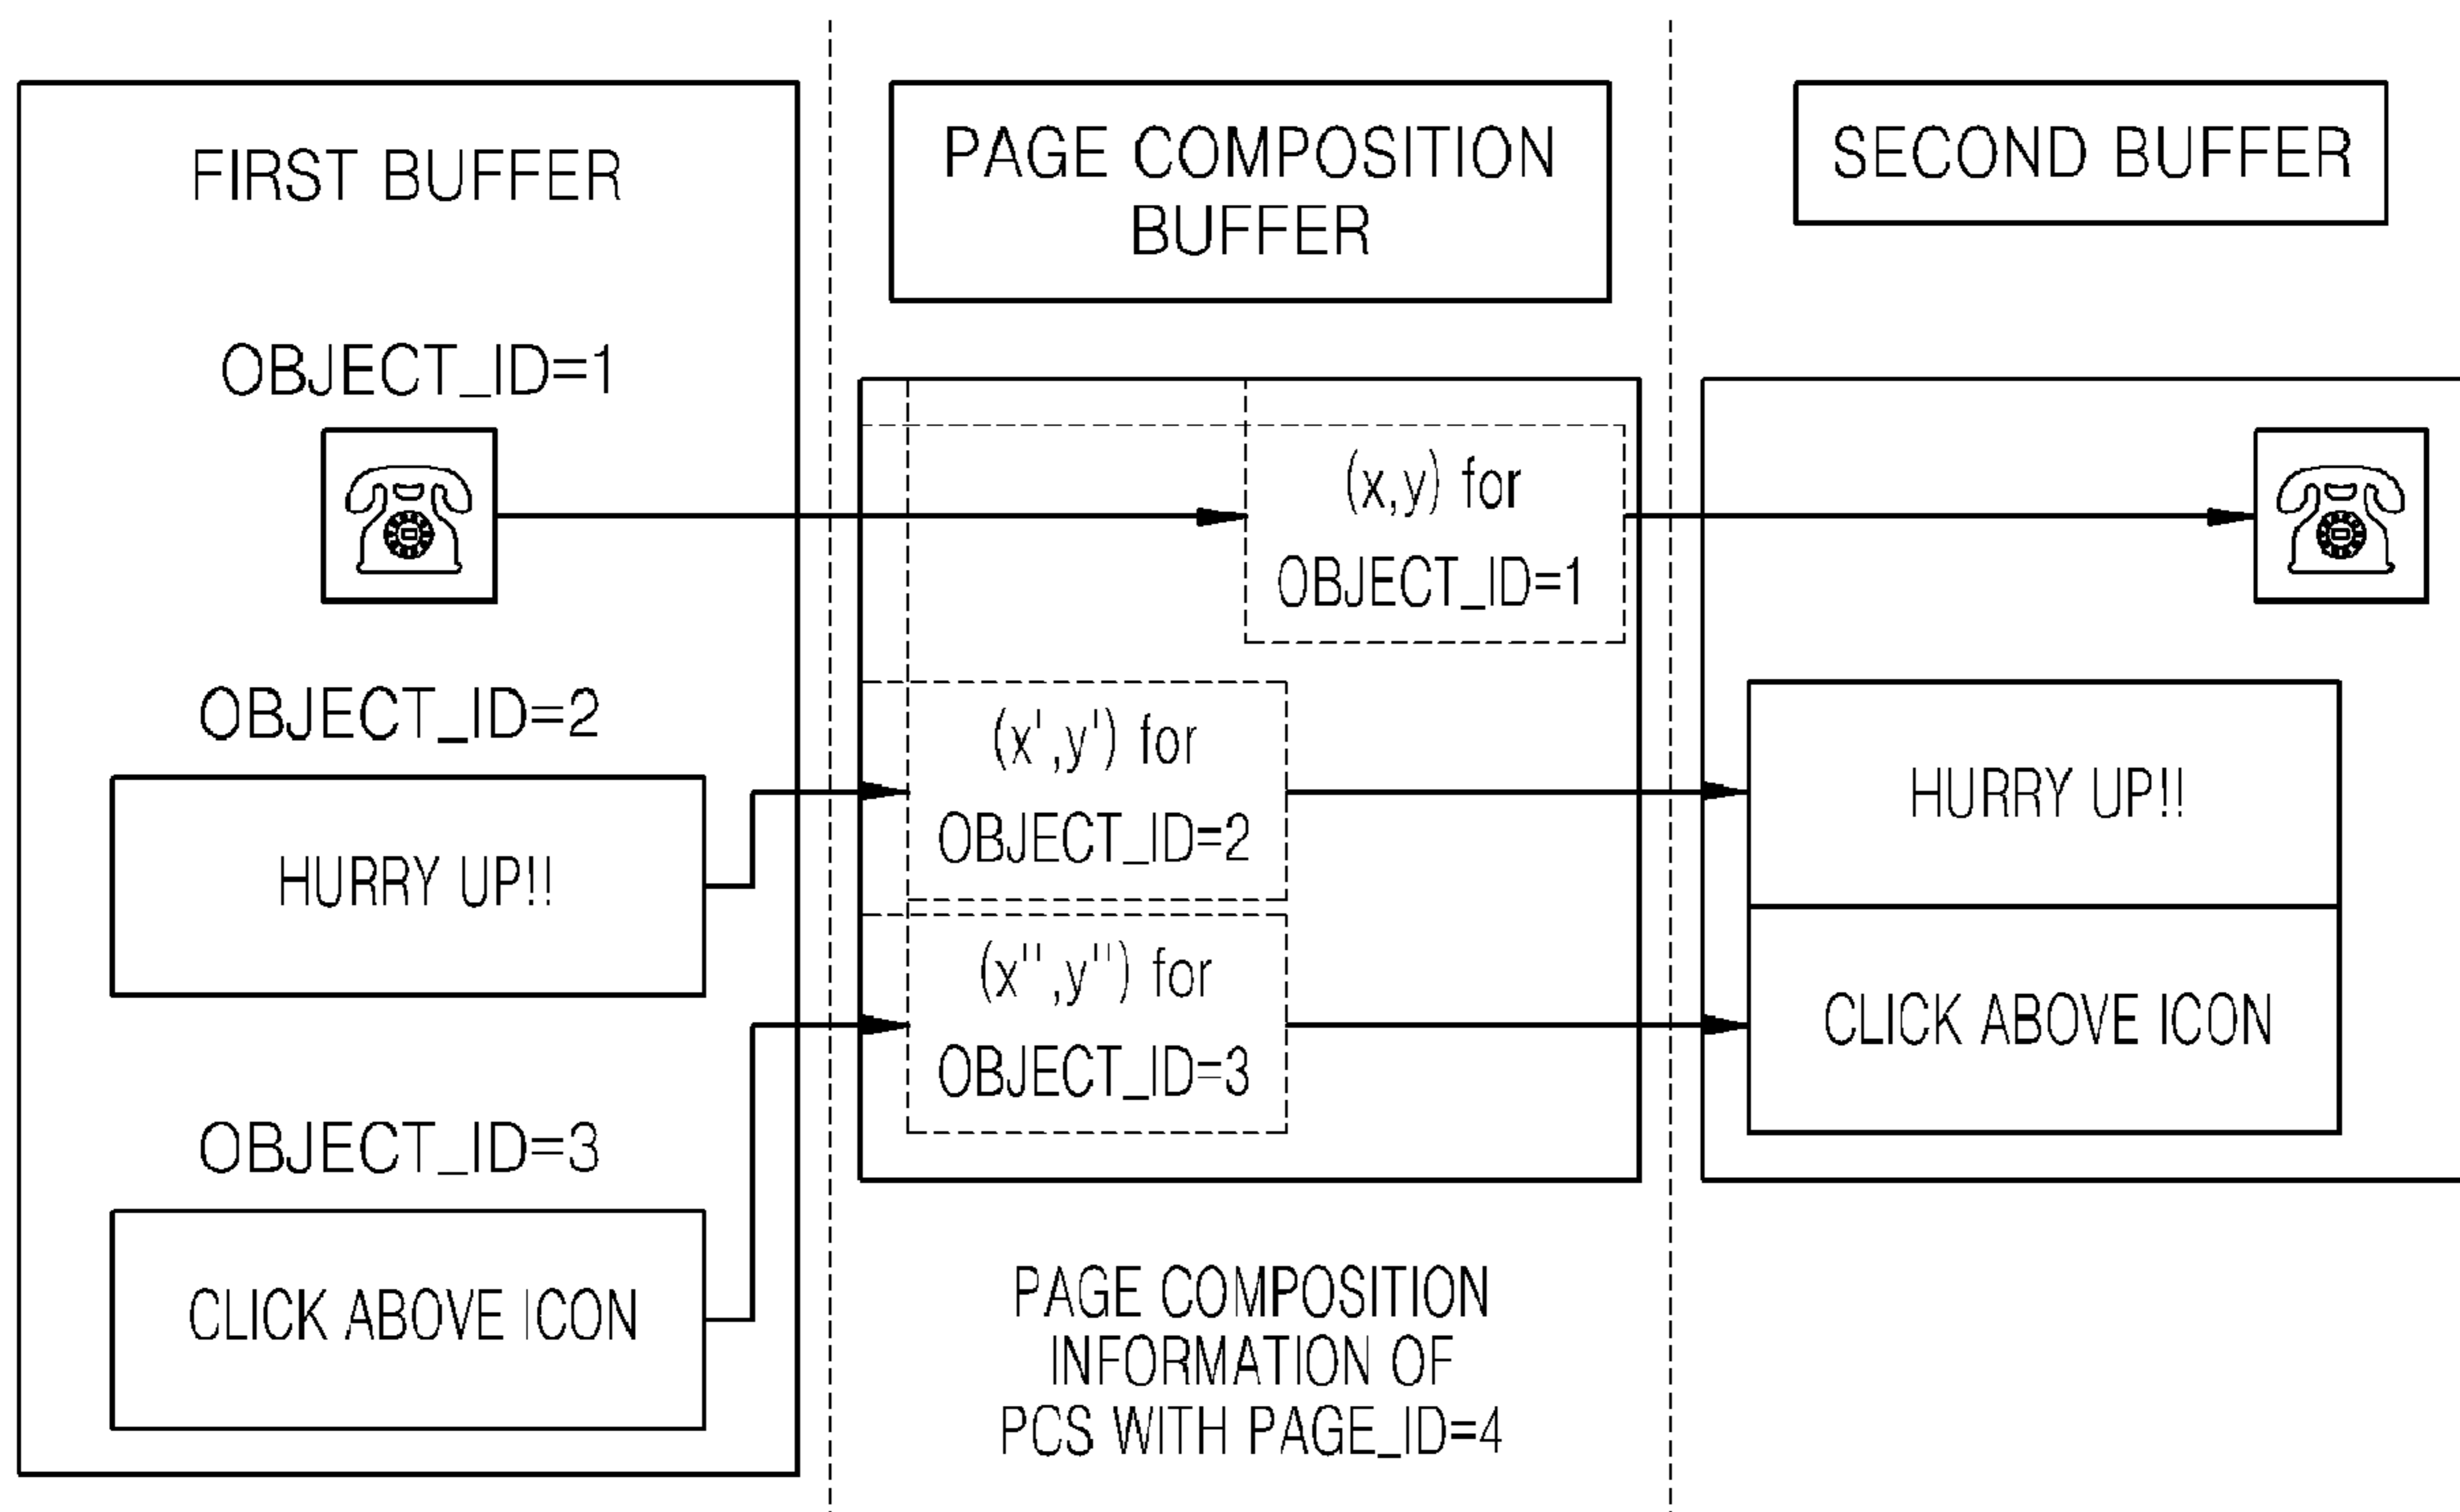 FIRST BUFFER
OBJECT_ID=1
OBJECT_ID=2
HURRY UP!!
OBJECT_ID=3
CLICK ABOVE ICON
PAGE COMPOSITION
BUFFER
(x,y) for
OBJECT_ID=1
(x',y') for
OBJECT_ID=2
(x",y") for
OBJECT_ID=3
PAGE COMPOSITION
INFORMATION OF
PCS WITH PAGE_ID=4
SECOND BUFFER
HURRY UP!!
CLICK ABOVE ICON